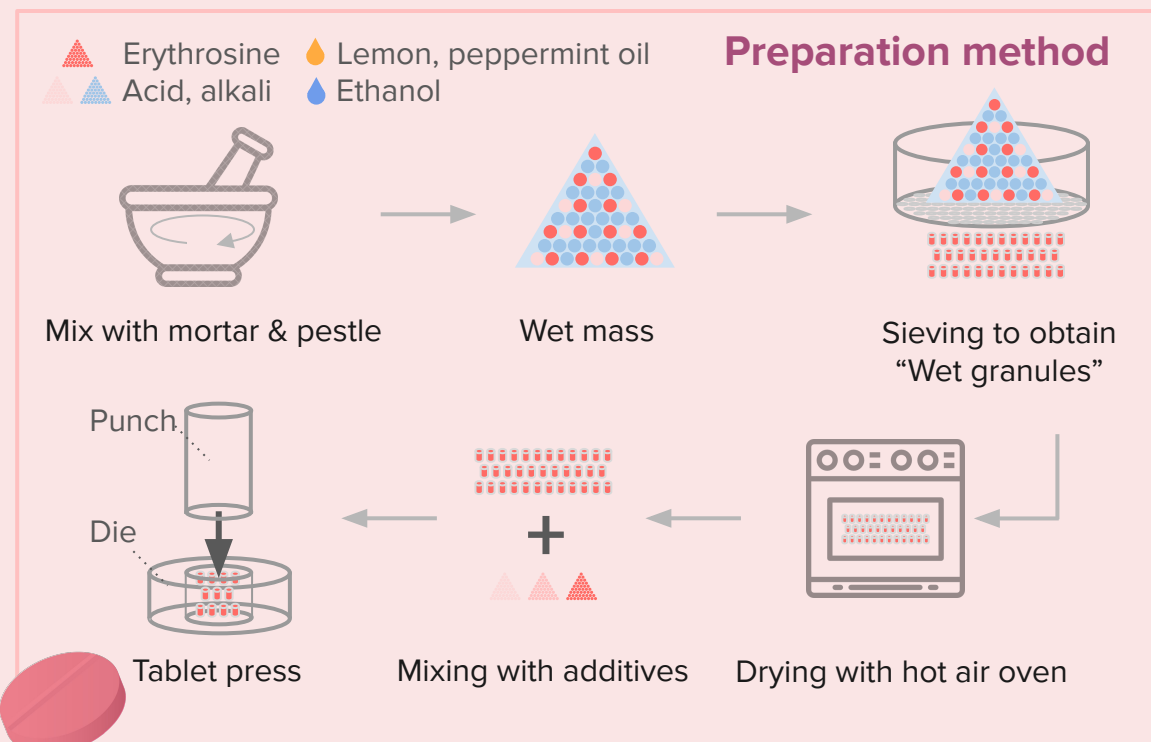 Preparation method
Erythrosine
Lemon, peppermint oil
Acid, alkali
Ethanol
Mix with mortar & pestle
Wet mass
Sieving to obtain
“Wet granules”
Punch
Die
Tablet press
Mixing with additives
Drying with hot air oven